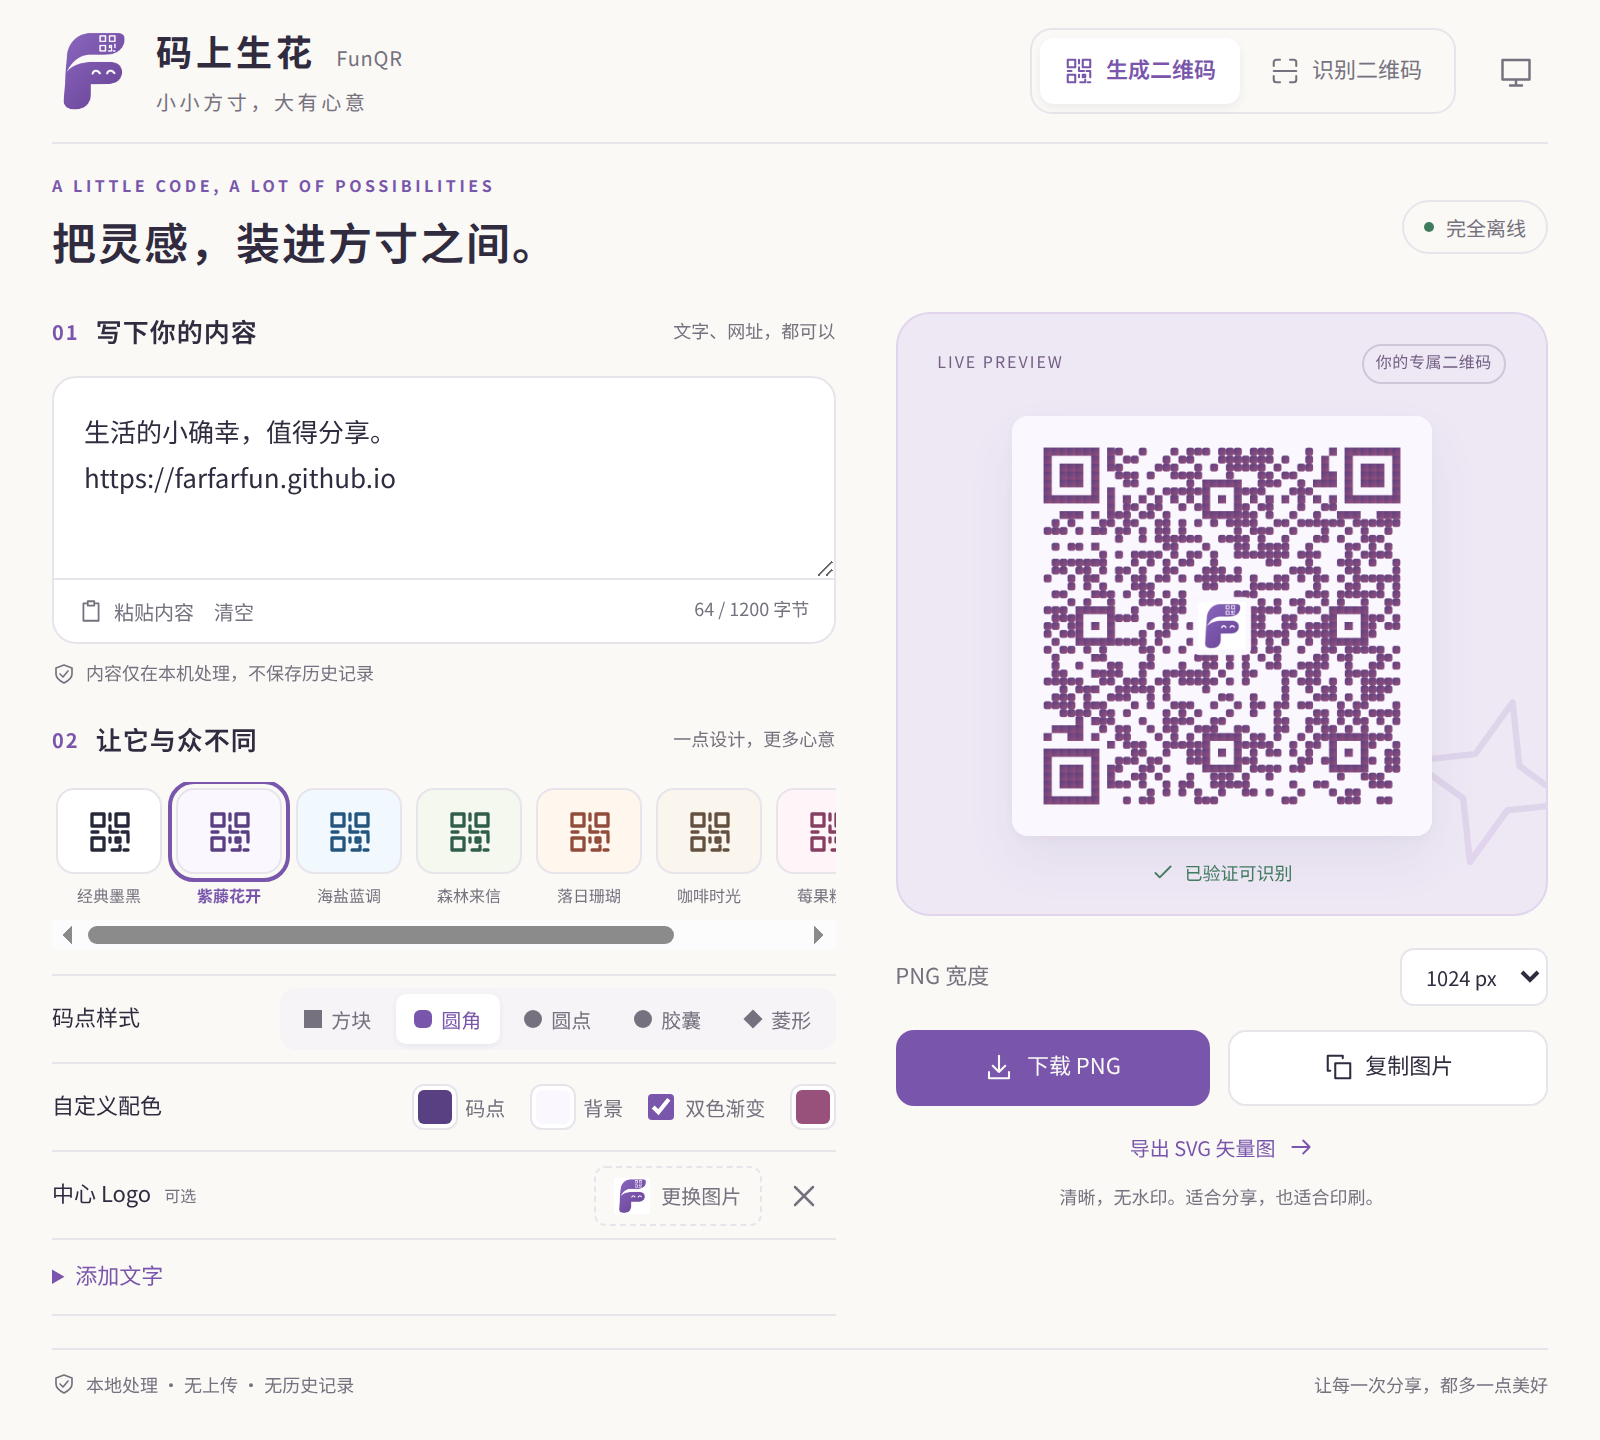 码上生花 FunQR
小小方寸，大有心意
生成二维码
识别二维码
A LITTLE CODE, A LOT OF POSSIBILITIES
把灵感，装进方寸之间。
完全离线
01 写下你的内容
文字、网址，都可以
生活的小确幸，值得分享。
https://farfarfun.github.io
粘贴内容 清空
64 / 1200 字节
内容仅在本机处理，不保存历史记录
02 让它与众不同
一点设计，更多心意
经典墨黑
紫藤花开
海盐蓝调
森林来信
落日珊瑚
咖啡时光
莓果
码点样式
方块
圆角
圆点
胶囊
菱形
自定义配色
码点
背景
双色渐变
中心 Logo 可选
更换图片
添加文字
LIVE PREVIEW
你的专属二维码
已验证可识别
PNG 宽度
1024 px
下载 PNG
复制图片
导出 SVG 矢量图
清晰，无水印。适合分享，也适合印刷。
本地处理 · 无上传 · 无历史记录
让每一次分享，都多一点美好